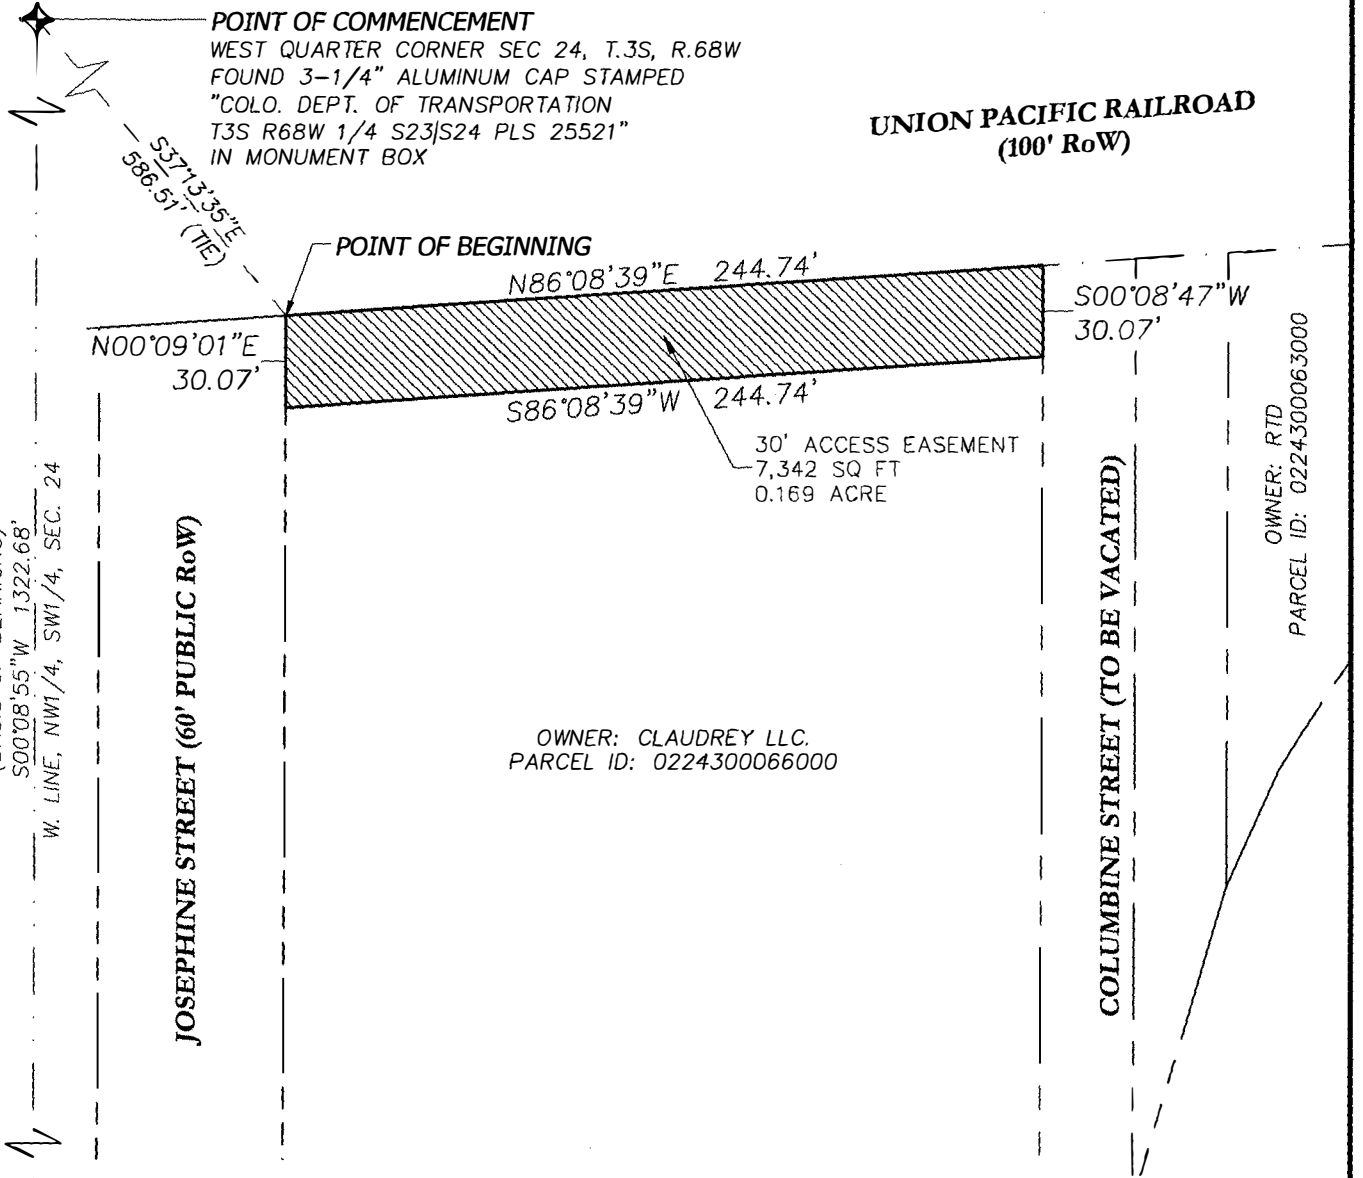 POINT OF COMMENCEMENT
WEST QUARTER CORNER SEC 24, T.3S, R.68W
FOUND 3-1/4" ALUMINUM CAP STAMPED
"COLO. DEPT. OF TRANSPORTATION
T3S R68W 1/4 S23|S24 PLS 25521"
IN MONUMENT BOX
UNION PACIFIC RAILROAD
(100' RoW)
S37°13'35"E
586.51' (TIE)
POINT OF BEGINNING
N86°08'39"E 244.74'
S00°08'47"W
30.07'
N00°09'01"E
30.07'
S86°08'39"W 244.74'
30' ACCESS EASEMENT
7,342 SQ FT
0.169 ACRE
S00°08'55"W 1322.68'
W. LINE, NW1/4, SW1/4, SEC. 24
JOSEPHINE STREET (60' PUBLIC RoW)
OWNER: CLAUDREY LLC.
PARCEL ID: 0224300066000
COLUMBINE STREET (TO BE VACATED)
OWNER: RTD
PARCEL ID: 0224300063000